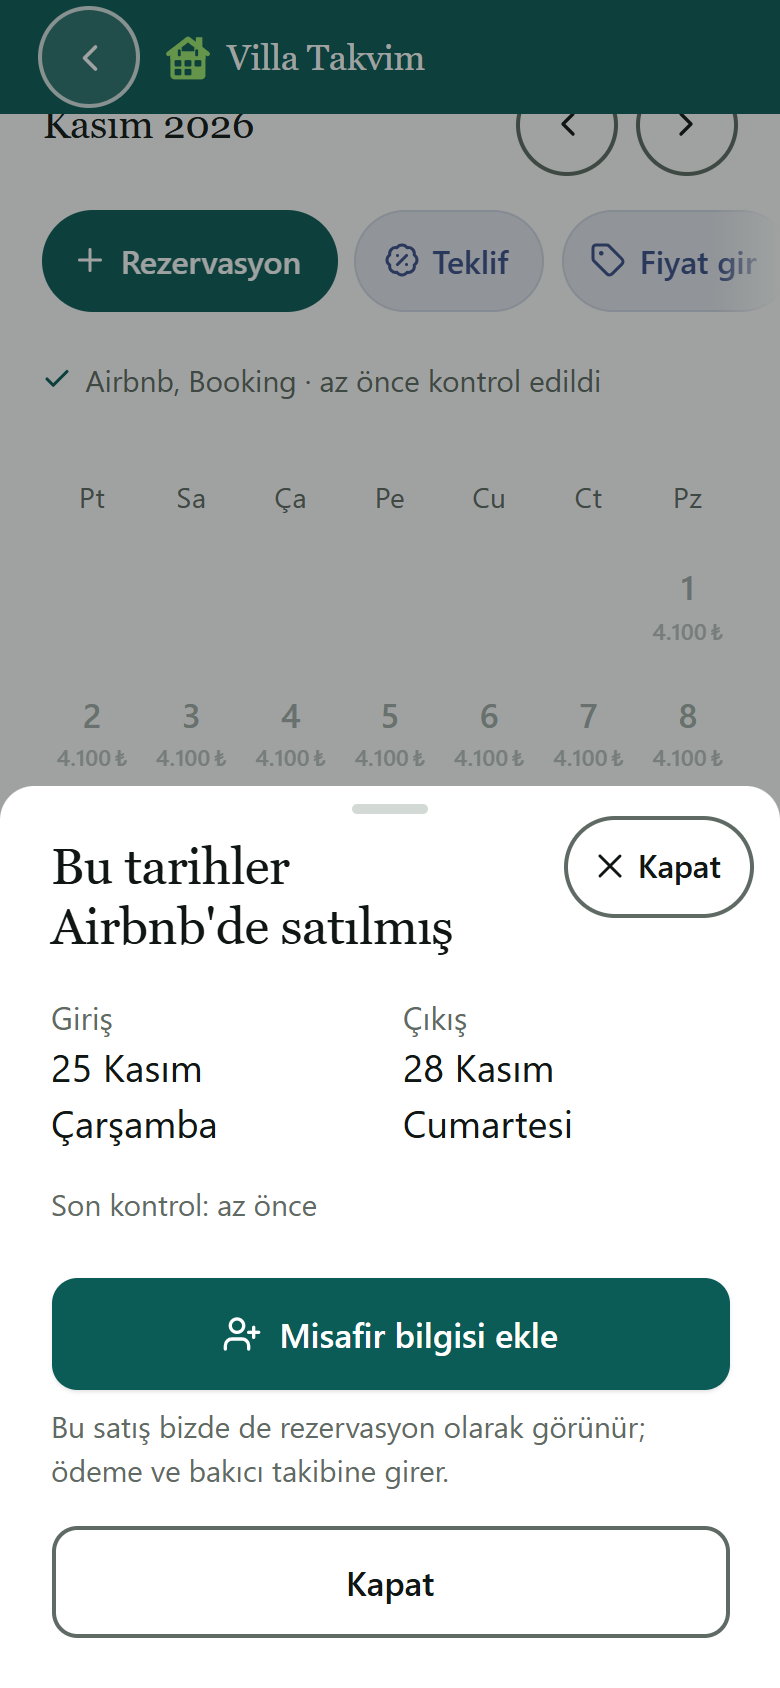 Villa Takvim
Kasım 2026
Rezervasyon
Teklif
Fiyat gir
Airbnb, Booking · az önce kontrol edildi
Pt Sa Ça Pe Cu Ct Pz
1
4.100 ₺
2 3 4 5 6 7 8
4.100 ₺ 4.100 ₺ 4.100 ₺ 4.100 ₺ 4.100 ₺ 4.100 ₺ 4.100 ₺
Bu tarihler
Airbnb'de satılmış
Kapat
Giriş
25 Kasım
Çarşamba
Çıkış
28 Kasım
Cumartesi
Son kontrol: az önce
Misafir bilgisi ekle
Bu satış bizde de rezervasyon olarak görünür;
ödeme ve bakıcı takibine girer.
Kapat